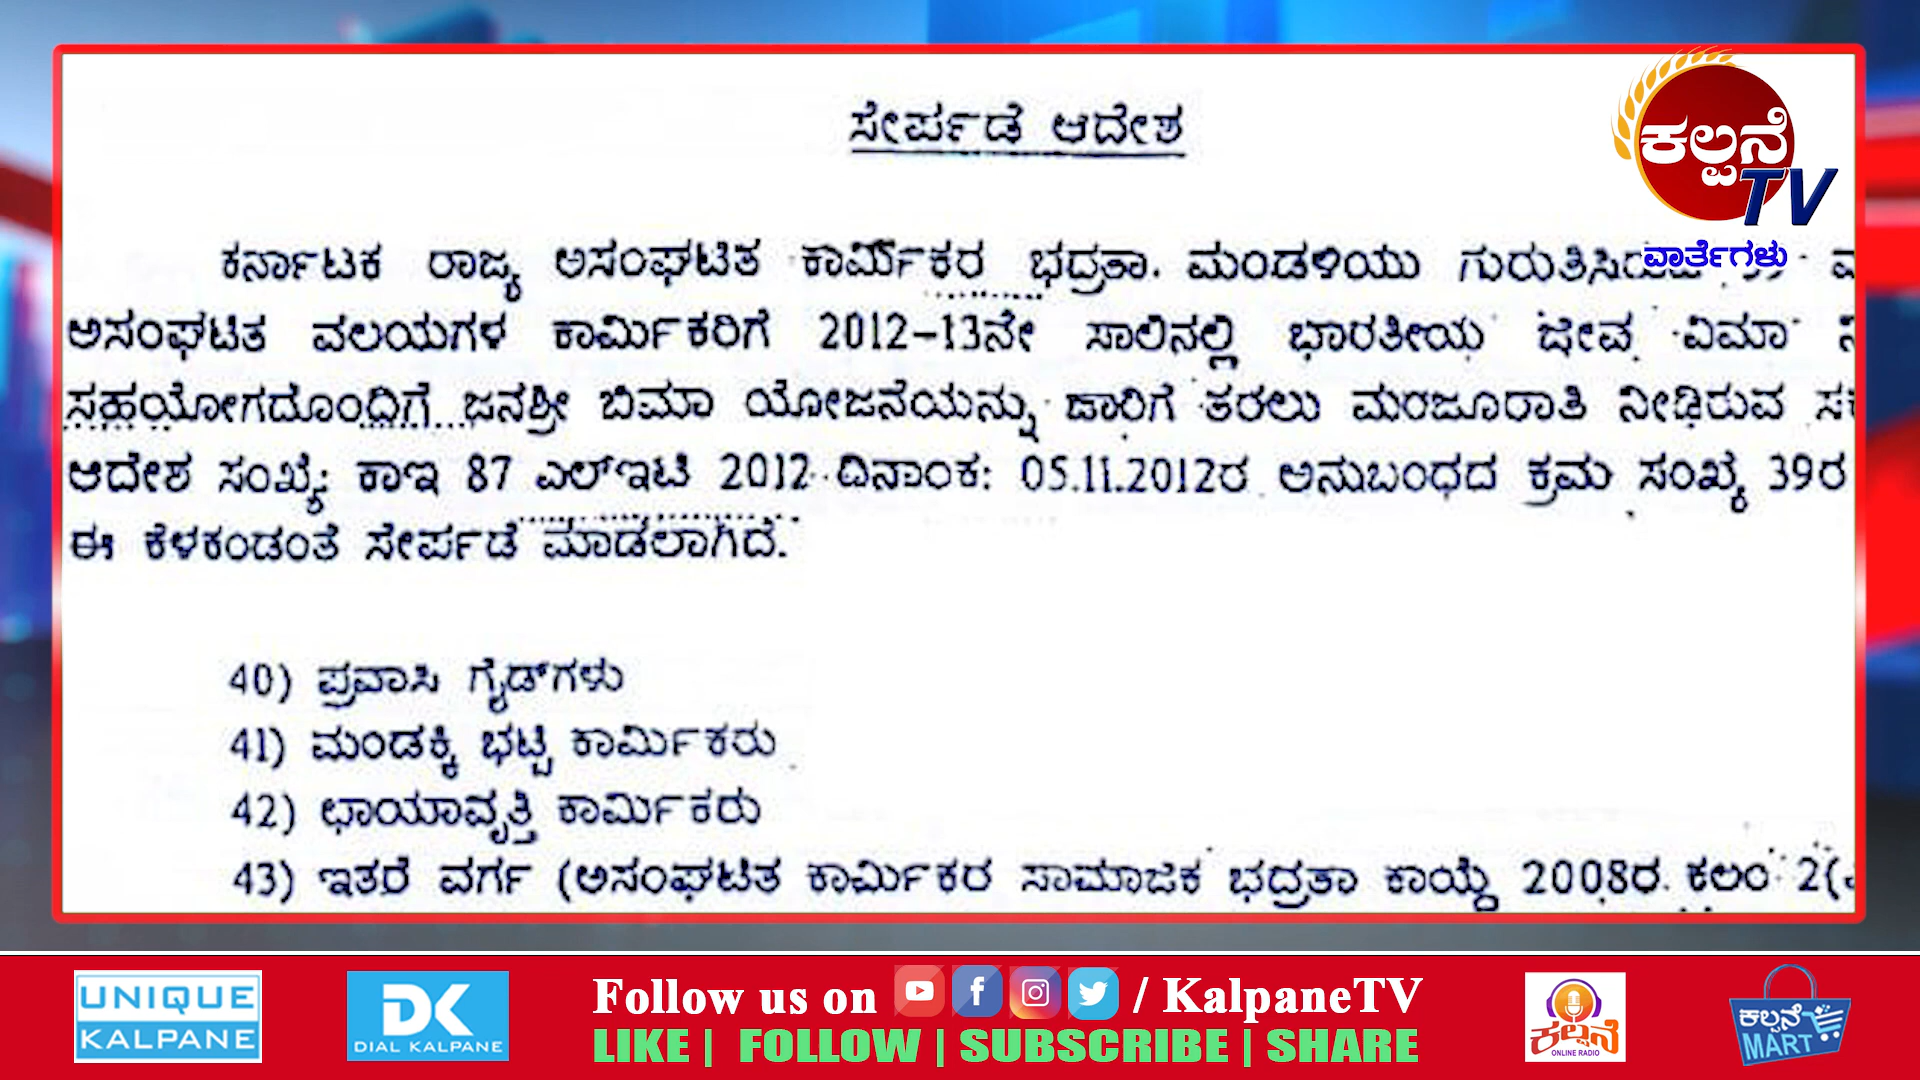 ಸೇರ್ಪಡೆ ಆದೇಶ
ಕಲ್ಪನೆ
TV
ವಾರ್ತೆಗಳು
ಕರ್ನಾಟಕ ರಾಜ್ಯ ಅಸಂಘಟಿತ ಕಾರ್ಮಿಕರ ಭದ್ರತಾ ಮಂಡಳಿಯು
ಅಸಂಘಟಿತ ವಲಯಗಳ ಕಾರ್ಮಿಕರಿಗೆ 2012-13ನೇ ಸಾಲಿನಲ್ಲಿ ಭಾರತೀಯ ಜೀವ ವಿಮಾ
ಸಹಯೋಗದೊಂದಿಗೆ ಜನಶ್ರೀ ಬಿಮಾ ಯೋಜನೆಯನ್ನು ಜಾರಿಗೆ ತರಲು ಮಂಜೂರಾತಿ ನೀಡಿರುವ
ಆದೇಶ ಸಂಖ್ಯೆ: ಕಾಇ 87 ಎಲ್‌ಇಟಿ 2012 ದಿನಾಂಕ: 05.11.2012ರ ಅನುಬಂಧದ ಕ್ರಮ ಸಂಖ್ಯೆ 39ರ
ಈ ಕೆಳಕಂಡಂತೆ ಸೇರ್ಪಡೆ ಮಾಡಲಾಗಿದೆ.
40) ಪ್ರವಾಸಿ ಗೈಡ್‌ಗಳು
41) ಮಂಡಕ್ಕಿ ಭಟ್ಟಿ ಕಾರ್ಮಿಕರು
42) ಛಾಯಾವೃತ್ತಿ ಕಾರ್ಮಿಕರು
43) ಇತರೆ ವರ್ಗ (ಅಸಂಘಟಿತ ಕಾರ್ಮಿಕರ ಸಾಮಾಜಿಕ ಭದ್ರತಾ ಕಾಯ್ದೆ 2008ರ ಕಲಂ 2(
UNIQUE
KALPANE
DK
DIAL KALPANE
Follow us on / KalpaneTV
LIKE | FOLLOW | SUBSCRIBE | SHARE
ಕಲ್ಪನೆ
ONLINE RADIO
ಕಲ್ಪನೆ
MART